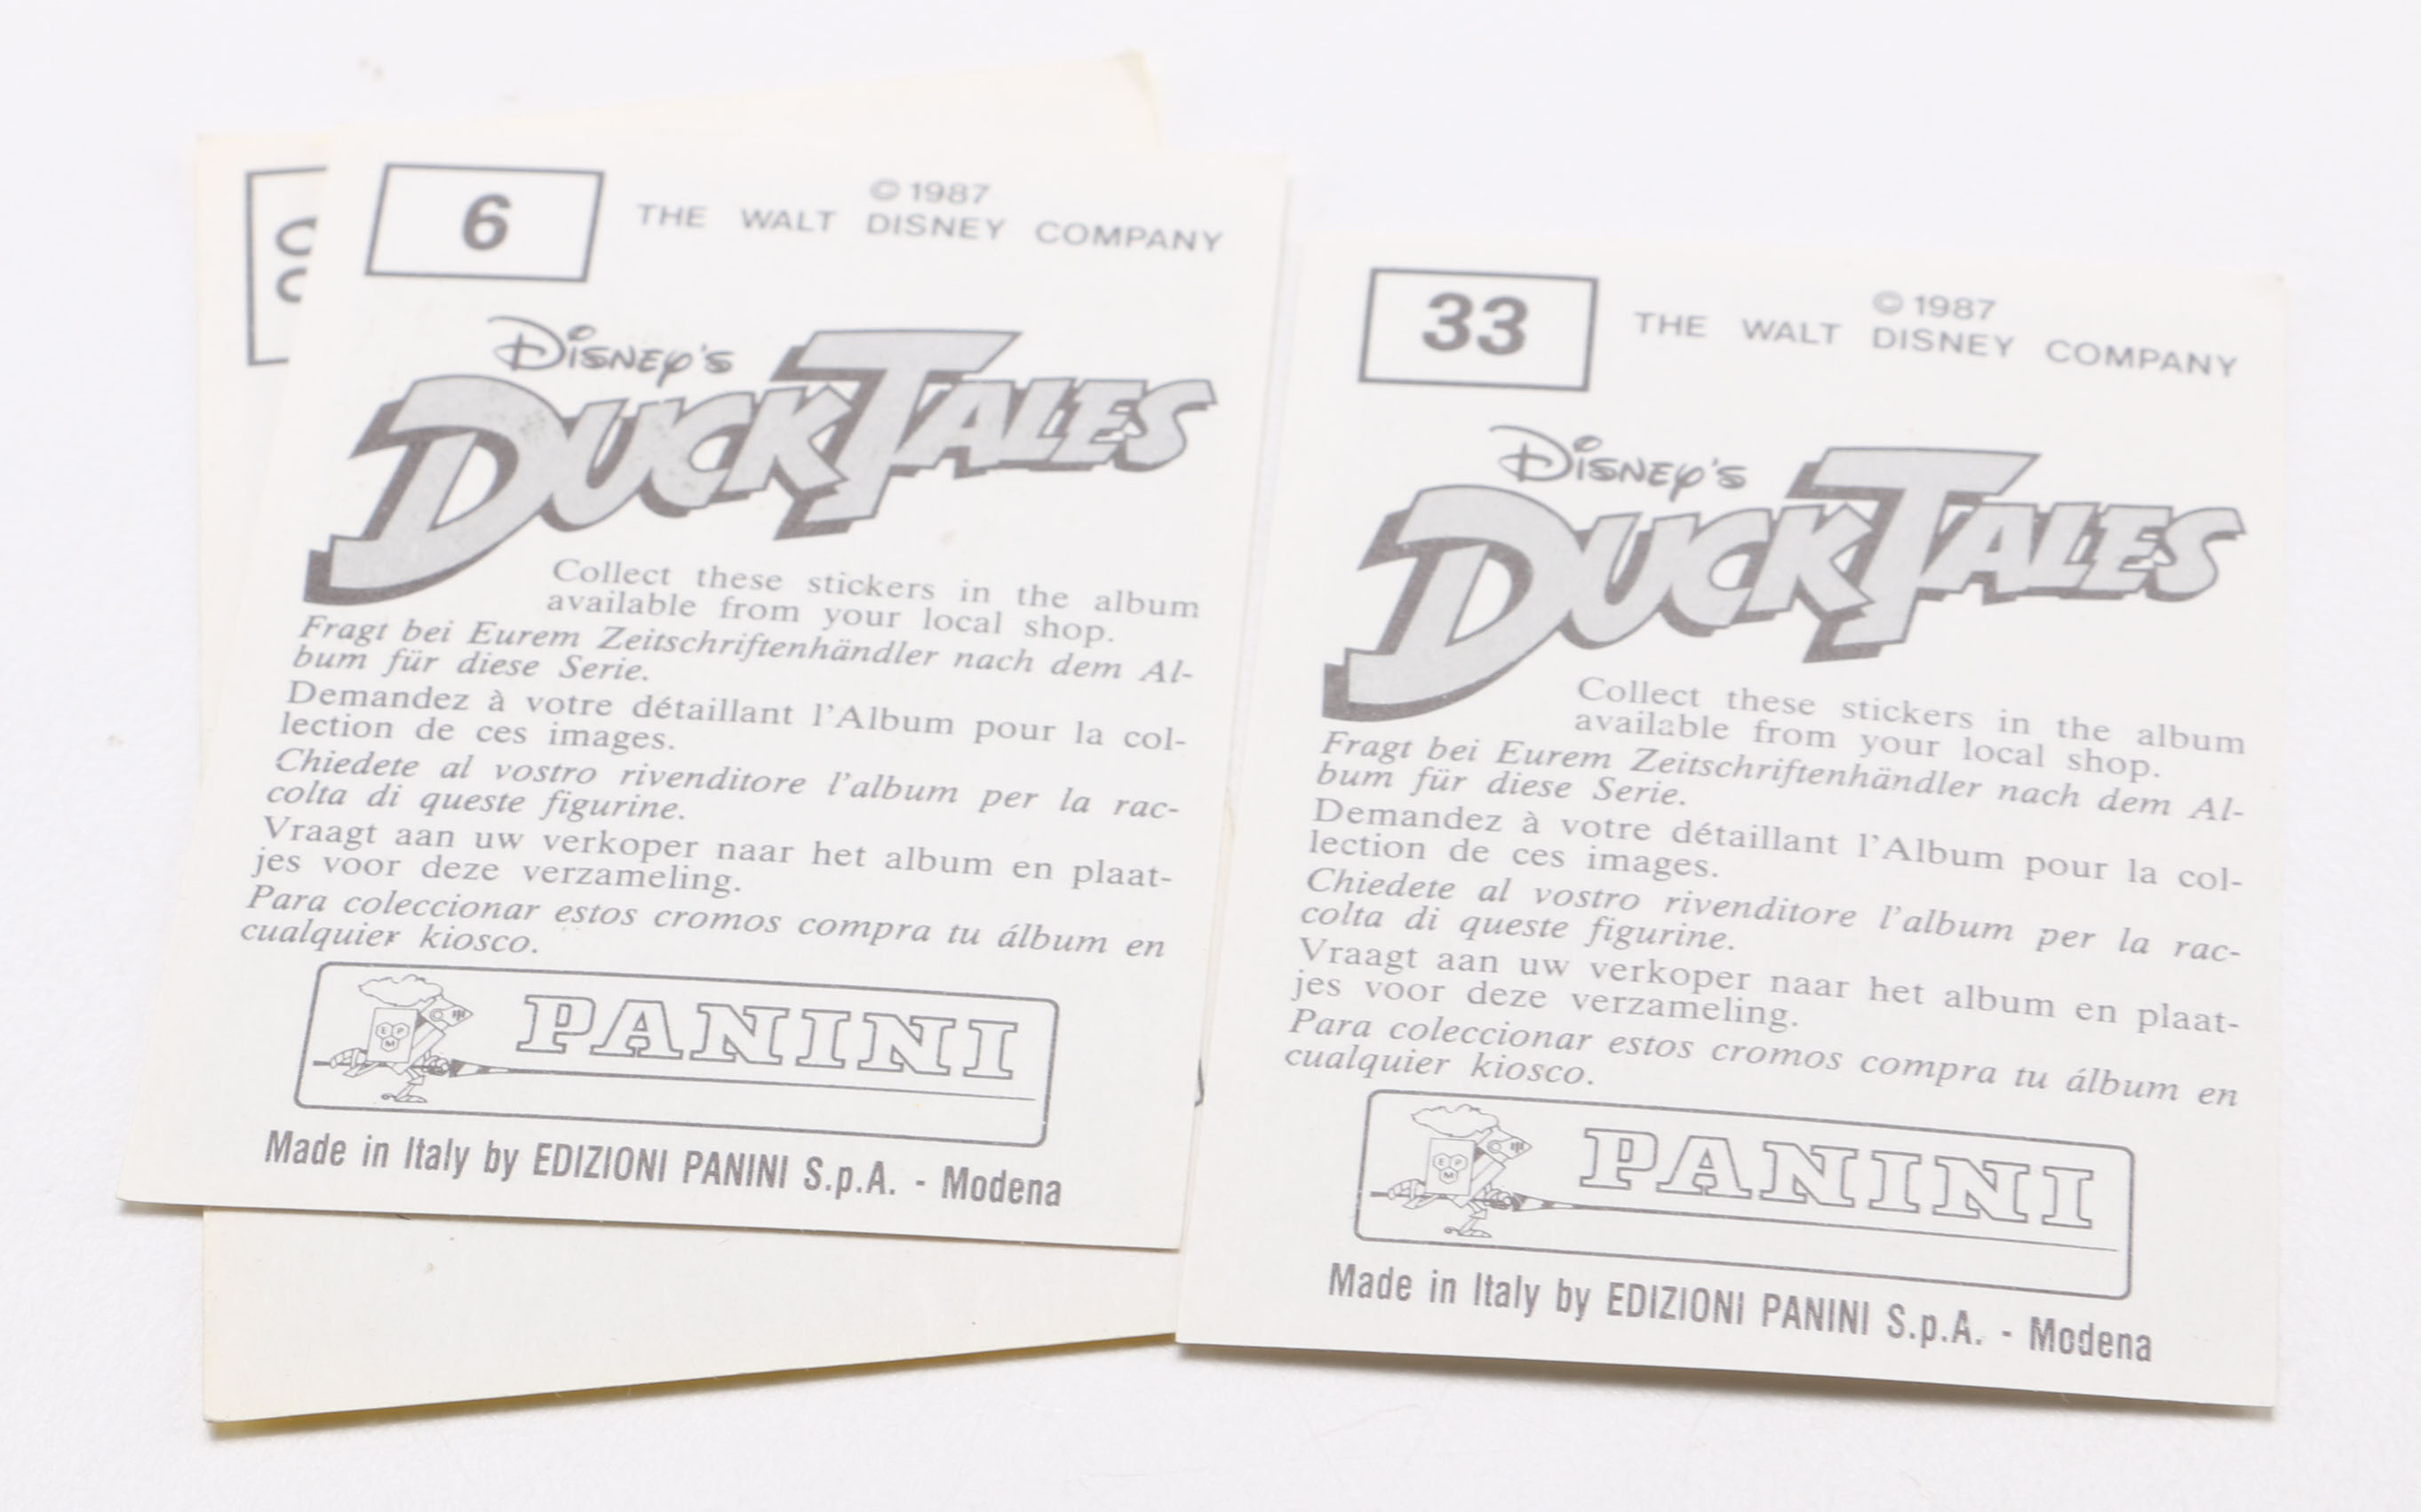 6
© 1987
THE WALT DISNEY COMPANY
DISNEY'S
DUCKTALES
Collect these stickers in the album
available from your local shop.
Fragt bei Eurem Zeitschriftenhändler nach dem Al-
bum für diese Serie.
Demandez à votre détaillant l'Album pour la col-
lection de ces images.
Chiedete al vostro rivenditore l'album per la rac-
colta di queste figurine.
Vraagt aan uw verkoper naar het album en plaat-
jes voor deze verzameling.
Para coleccionar estos cromos compra tu álbum en
cualquier kiosco.
PANINI
Made in Italy by EDIZIONI PANINI S.p.A. - Modena
33
© 1987
THE WALT DISNEY COMPANY
DISNEY'S
DUCKTALES
Collect these stickers in the album
available from your local shop.
Fragt bei Eurem Zeitschriftenhändler nach dem Al-
bum für diese Serie.
Demandez à votre détaillant l'Album pour la col-
lection de ces images.
Chiedete al vostro rivenditore l'album per la rac-
colta di queste figurine.
Vraagt aan uw verkoper naar het album en plaat-
jes voor deze verzameling.
Para coleccionar estos cromos compra tu álbum en
cualquier kiosco.
PANINI
Made in Italy by EDIZIONI PANINI S.p.A. - Modena